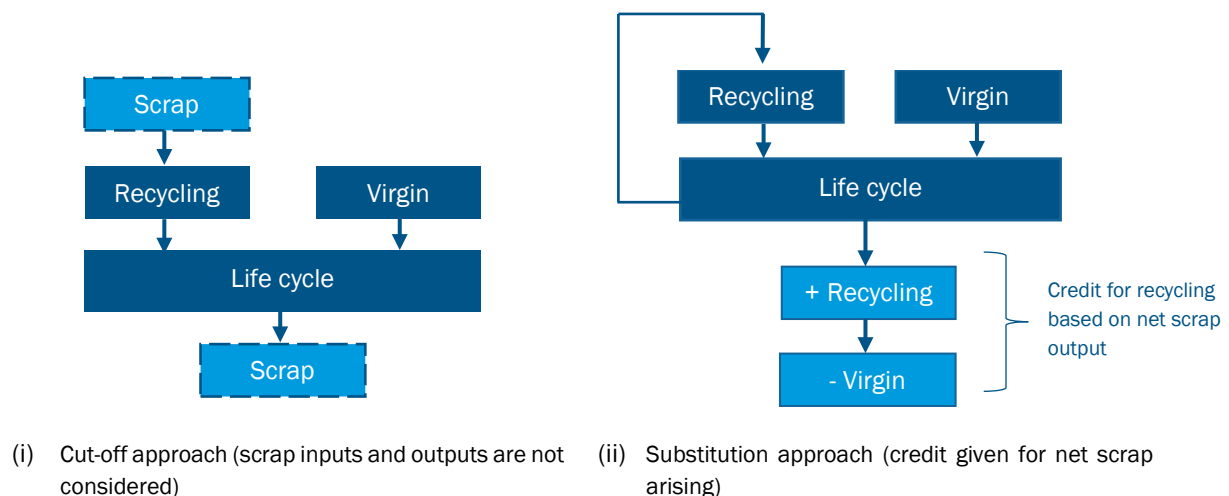 Scrap
Recycling
Virgin
Life cycle
Scrap
(i) Cut-off approach (scrap inputs and outputs are not
considered)
Recycling
Virgin
Life cycle
+ Recycling
- Virgin
Credit for recycling
based on net scrap
output
(ii) Substitution approach (credit given for net scrap
arising)